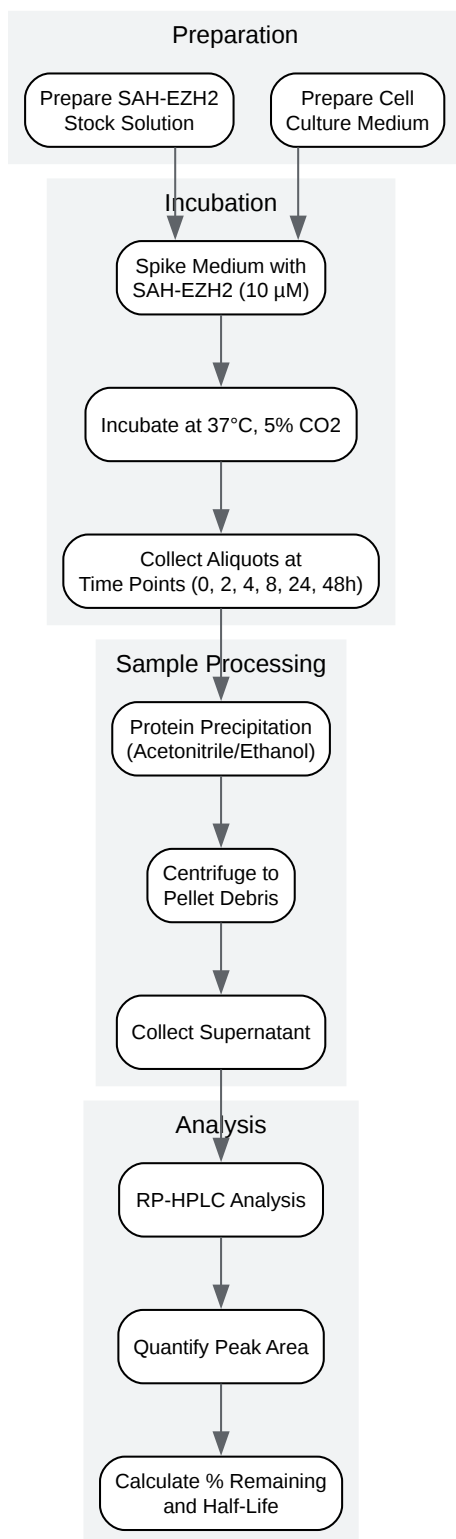 Preparation
Prepare SAH-EZH2
Stock Solution
Prepare Cell
Culture Medium
Incubation
Spike Medium with
SAH-EZH2 (10 µM)
Incubate at 37°C, 5% CO2
Collect Aliquots at
Time Points (0, 2, 4, 8, 24, 48h)
Sample Processing
Protein Precipitation
(Acetonitrile/Ethanol)
Centrifuge to
Pellet Debris
Collect Supernatant
Analysis
RP-HPLC Analysis
Quantify Peak Area
Calculate % Remaining
and Half-Life